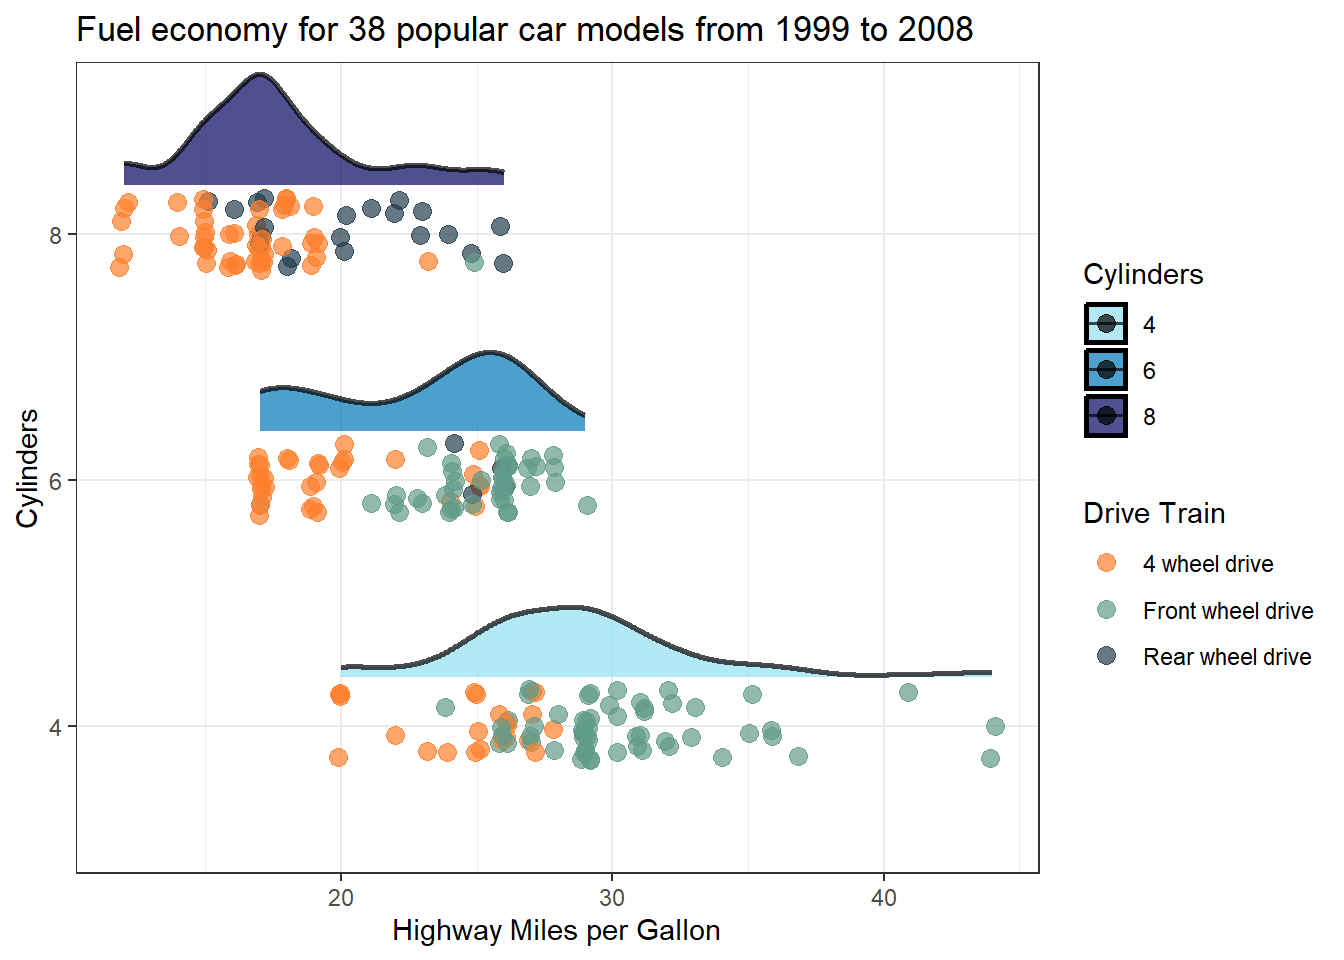 Fuel economy for 38 popular car models from 1999 to 2008
8
6
4
Cylinders
20
30
40
Highway Miles per Gallon
Cylinders
4
6
8
Drive Train
4 wheel drive
Front wheel drive
Rear wheel drive